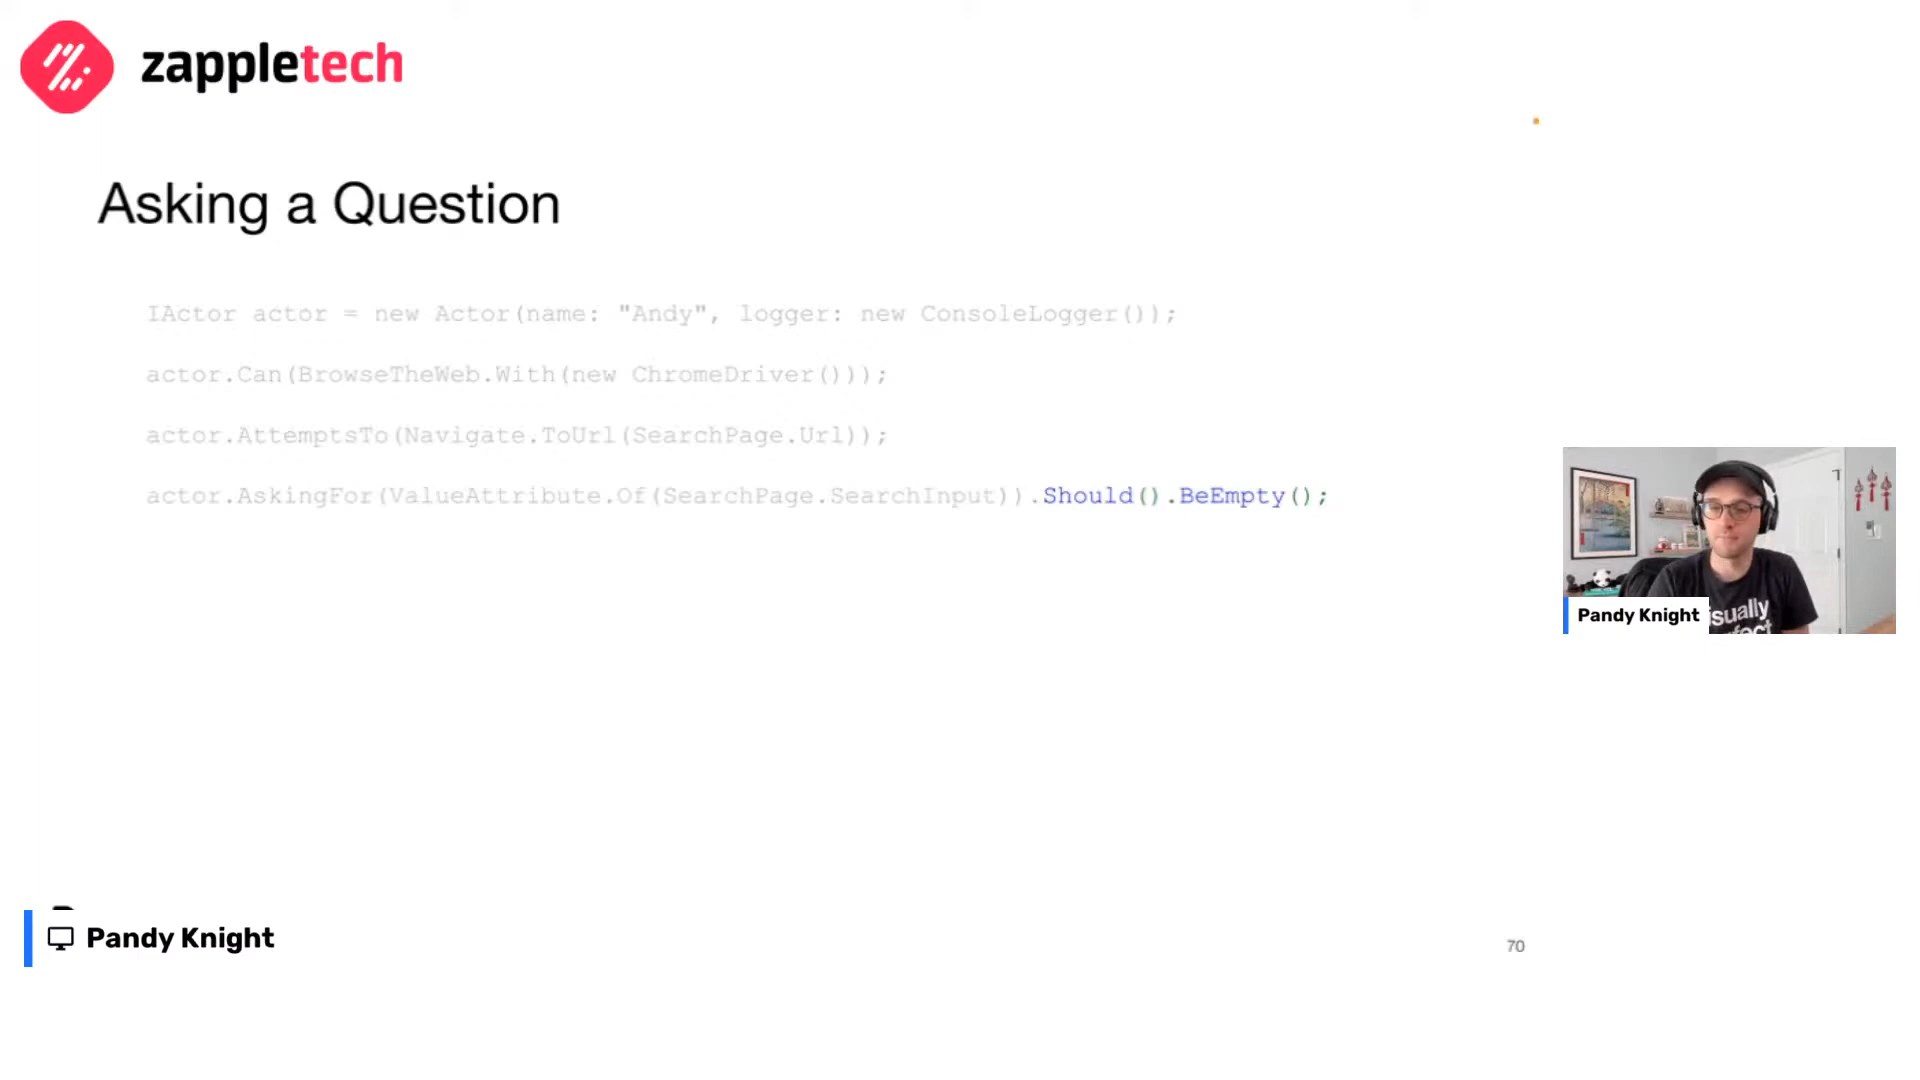 zappletech
Asking a Question
IActor actor = new Actor(name: "Andy", logger: new ConsoleLogger());
actor.Can(BrowseTheWeb.With(new ChromeDriver()));
actor.AttemptsTo(Navigate.ToUrl(SearchPage.Url));
actor.AskingFor(ValueAttribute.Of(SearchPage.SearchInput)).Should().BeEmpty();
Pandy Knight
Pandy Knight
70